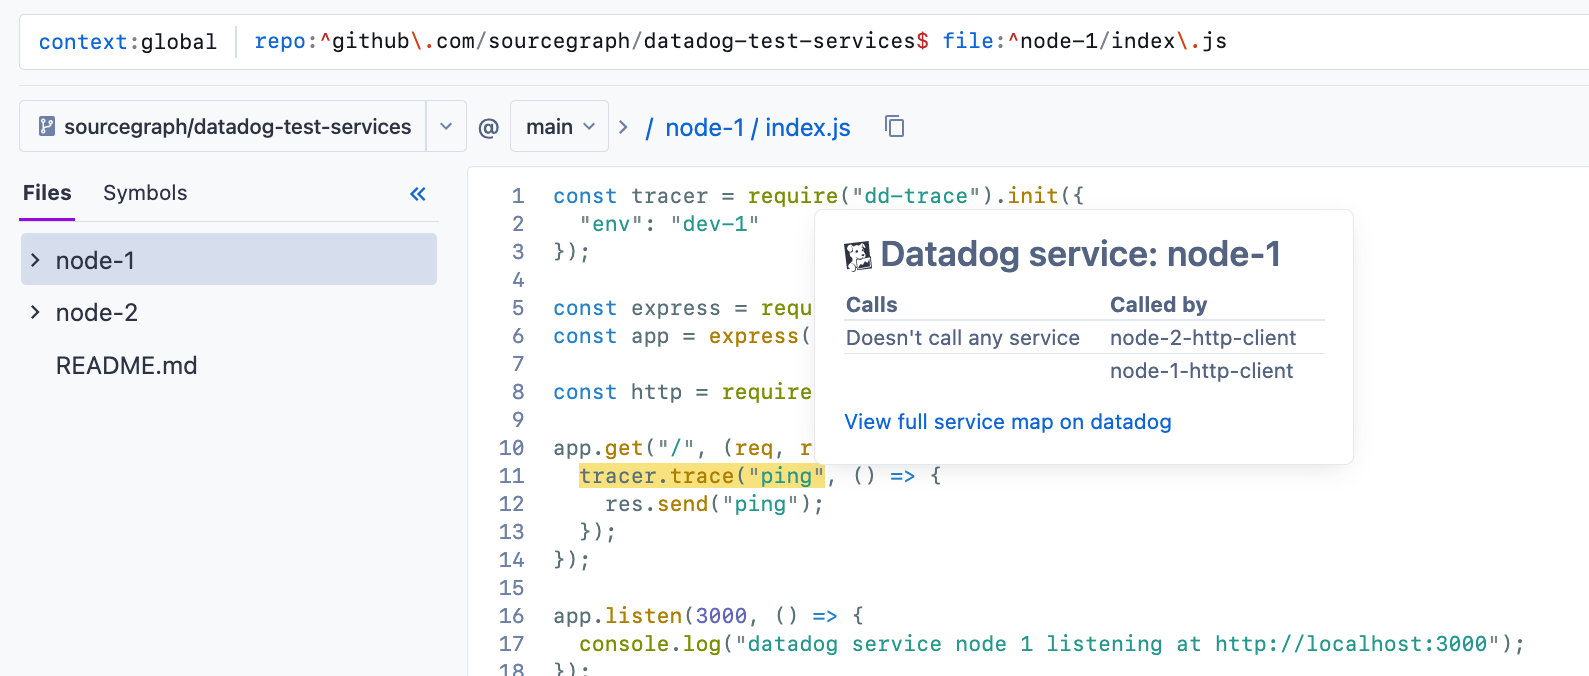 context:global repo:^github\.com/sourcegraph/datadog-test-services$ file:^node-1/index\.js
sourcegraph/datadog-test-services @ main > / node-1 / index.js
Files Symbols «
node-1
node-2
README.md
1 const tracer = require("dd-trace").init({
2 "env": "dev-1"
3 });
4
5 const express = requ
6 const app = express(
7
8 const http = require
9
10 app.get("/", (req, r
11 tracer.trace("ping", () => {
12 res.send("ping");
13 });
14 });
15
16 app.listen(3000, () => {
17 console.log("datadog service node 1 listening at http://localhost:3000");
18 });
Datadog service: node-1
Calls Called by
Doesn't call any service node-2-http-client
node-1-http-client
View full service map on datadog